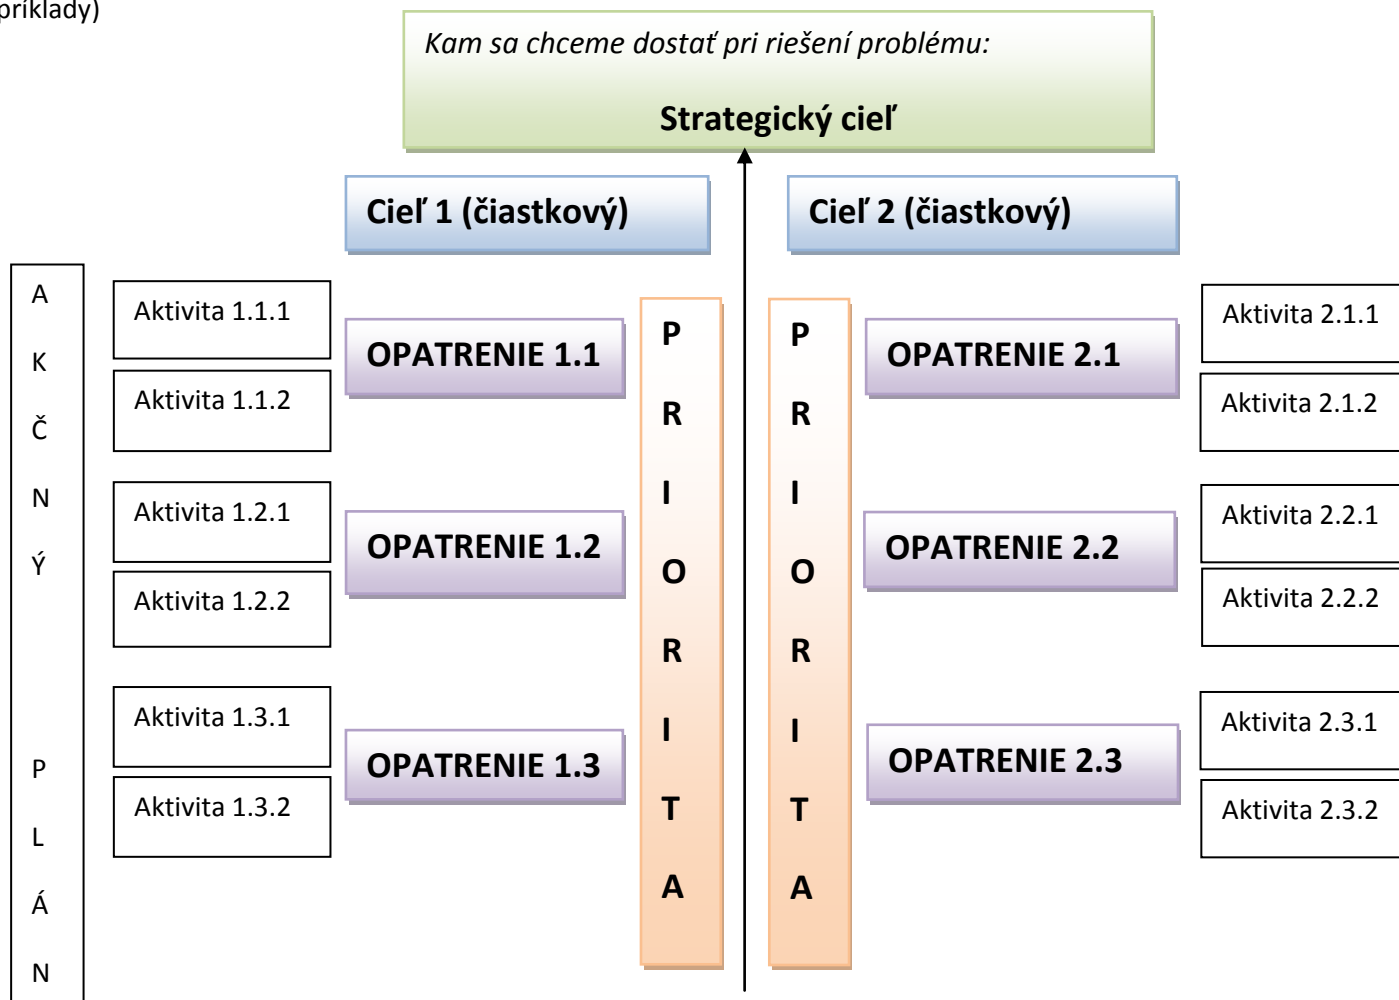 príklady)
Kam sa chceme dostať pri riešení problému:
Strategický cieľ
Cieľ 1 (čiastkový)
Cieľ 2 (čiastkový)
A
K
Č
N
Ý
P
L
Á
N
Aktivita 1.1.1
Aktivita 1.1.2
Aktivita 1.2.1
Aktivita 1.2.2
Aktivita 1.3.1
Aktivita 1.3.2
OPATRENIE 1.1
OPATRENIE 1.2
OPATRENIE 1.3
P
R
I
O
R
I
T
A
P
R
I
O
R
I
T
A
OPATRENIE 2.1
OPATRENIE 2.2
OPATRENIE 2.3
Aktivita 2.1.1
Aktivita 2.1.2
Aktivita 2.2.1
Aktivita 2.2.2
Aktivita 2.3.1
Aktivita 2.3.2